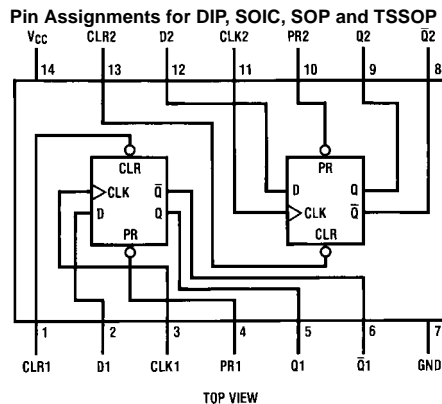 Pin Assignments for DIP, SOIC, SOP and TSSOP
VCC CLR2 D2 CLK2 PR2 Q2 Q̅2
14 13 12 11 10 9 8
CLR PR
CLK Q̅ D Q
D Q CLK Q̅
PR CLR
1 2 3 4 5 6 7
CLR1 D1 CLK1 PR1 Q1 Q̅1 GND
TOP VIEW